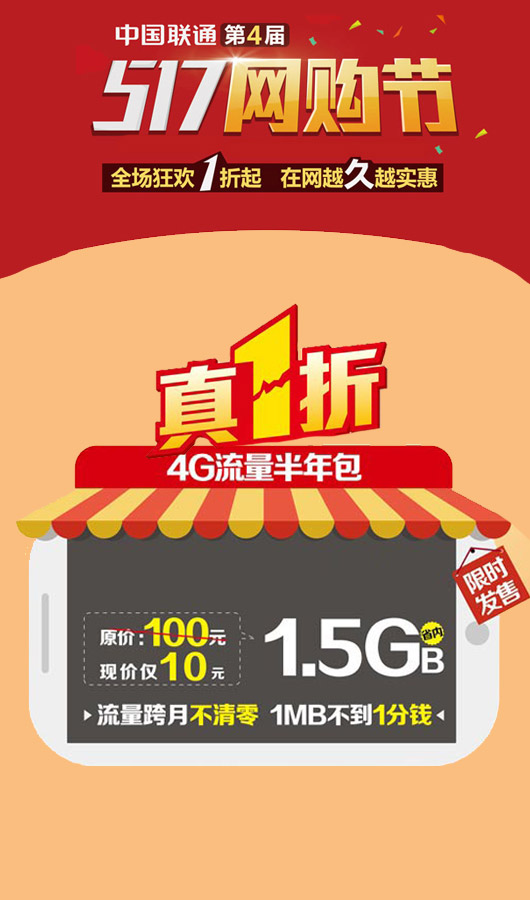 中国联通 第4届
517网购节
全场狂欢1折起 在网越久越实惠
真1折
4G流量半年包
限时
发售
原价:100元
现价仅10元
1.5GB
省内
流量跨月不清零 1MB不到1分钱